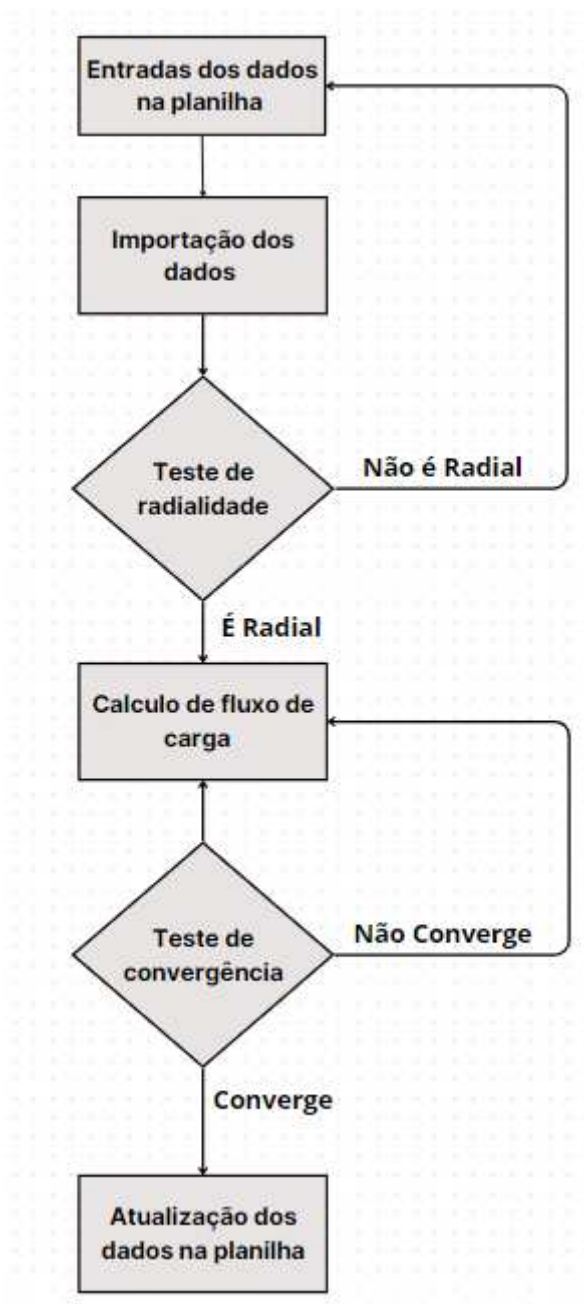 Entradas dos dados
na planilha
Importação dos
dados
Teste de
radialidade
Não é Radial
É Radial
Calculo de fluxo de
carga
Teste de
convergência
Não Converge
Converge
Atualização dos
dados na planilha